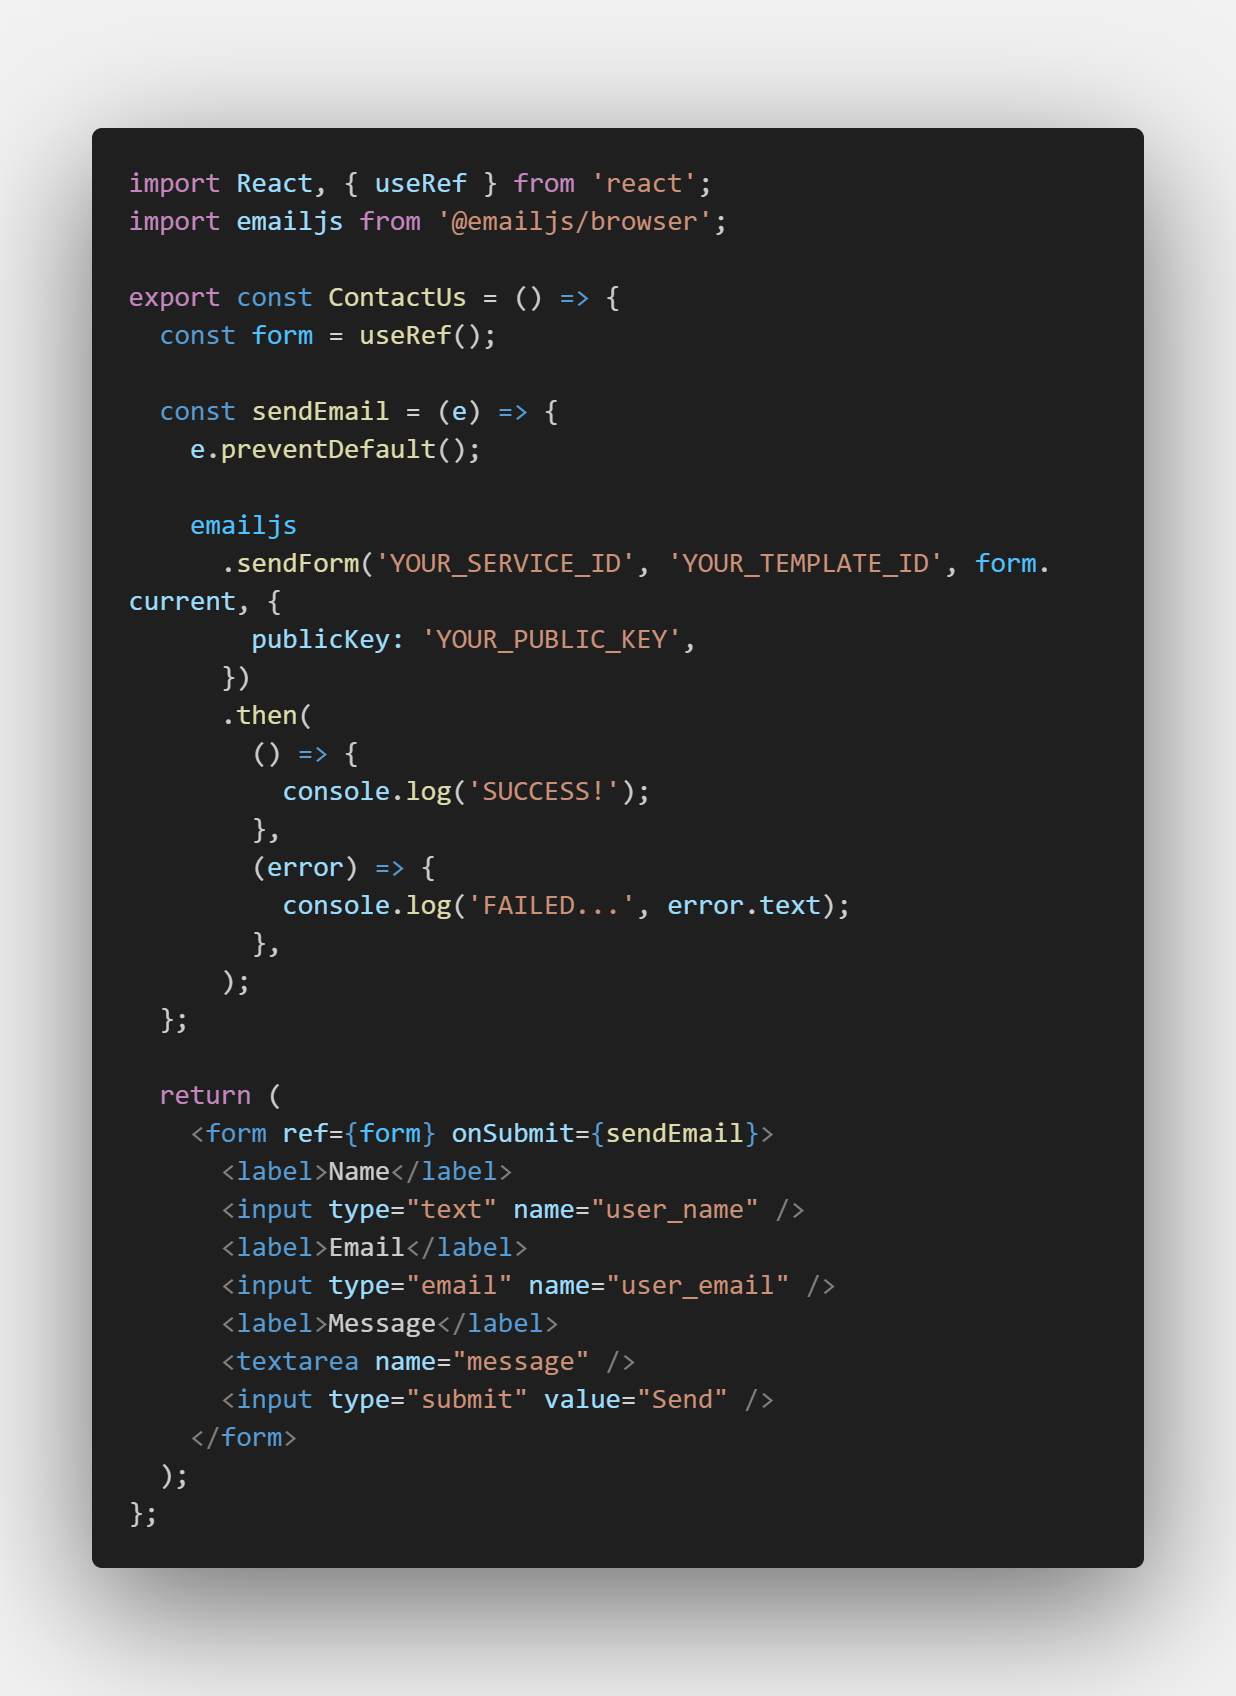 import React, { useRef } from 'react';
import emailjs from '@emailjs/browser';

export const ContactUs = () => {
  const form = useRef();

  const sendEmail = (e) => {
    e.preventDefault();

    emailjs
      .sendForm('YOUR_SERVICE_ID', 'YOUR_TEMPLATE_ID', form.
current, {
        publicKey: 'YOUR_PUBLIC_KEY',
      })
      .then(
        () => {
          console.log('SUCCESS!');
        },
        (error) => {
          console.log('FAILED...', error.text);
        },
      );
  };

  return (
    <form ref={form} onSubmit={sendEmail}>
      <label>Name</label>
      <input type="text" name="user_name" />
      <label>Email</label>
      <input type="email" name="user_email" />
      <label>Message</label>
      <textarea name="message" />
      <input type="submit" value="Send" />
    </form>
  );
};